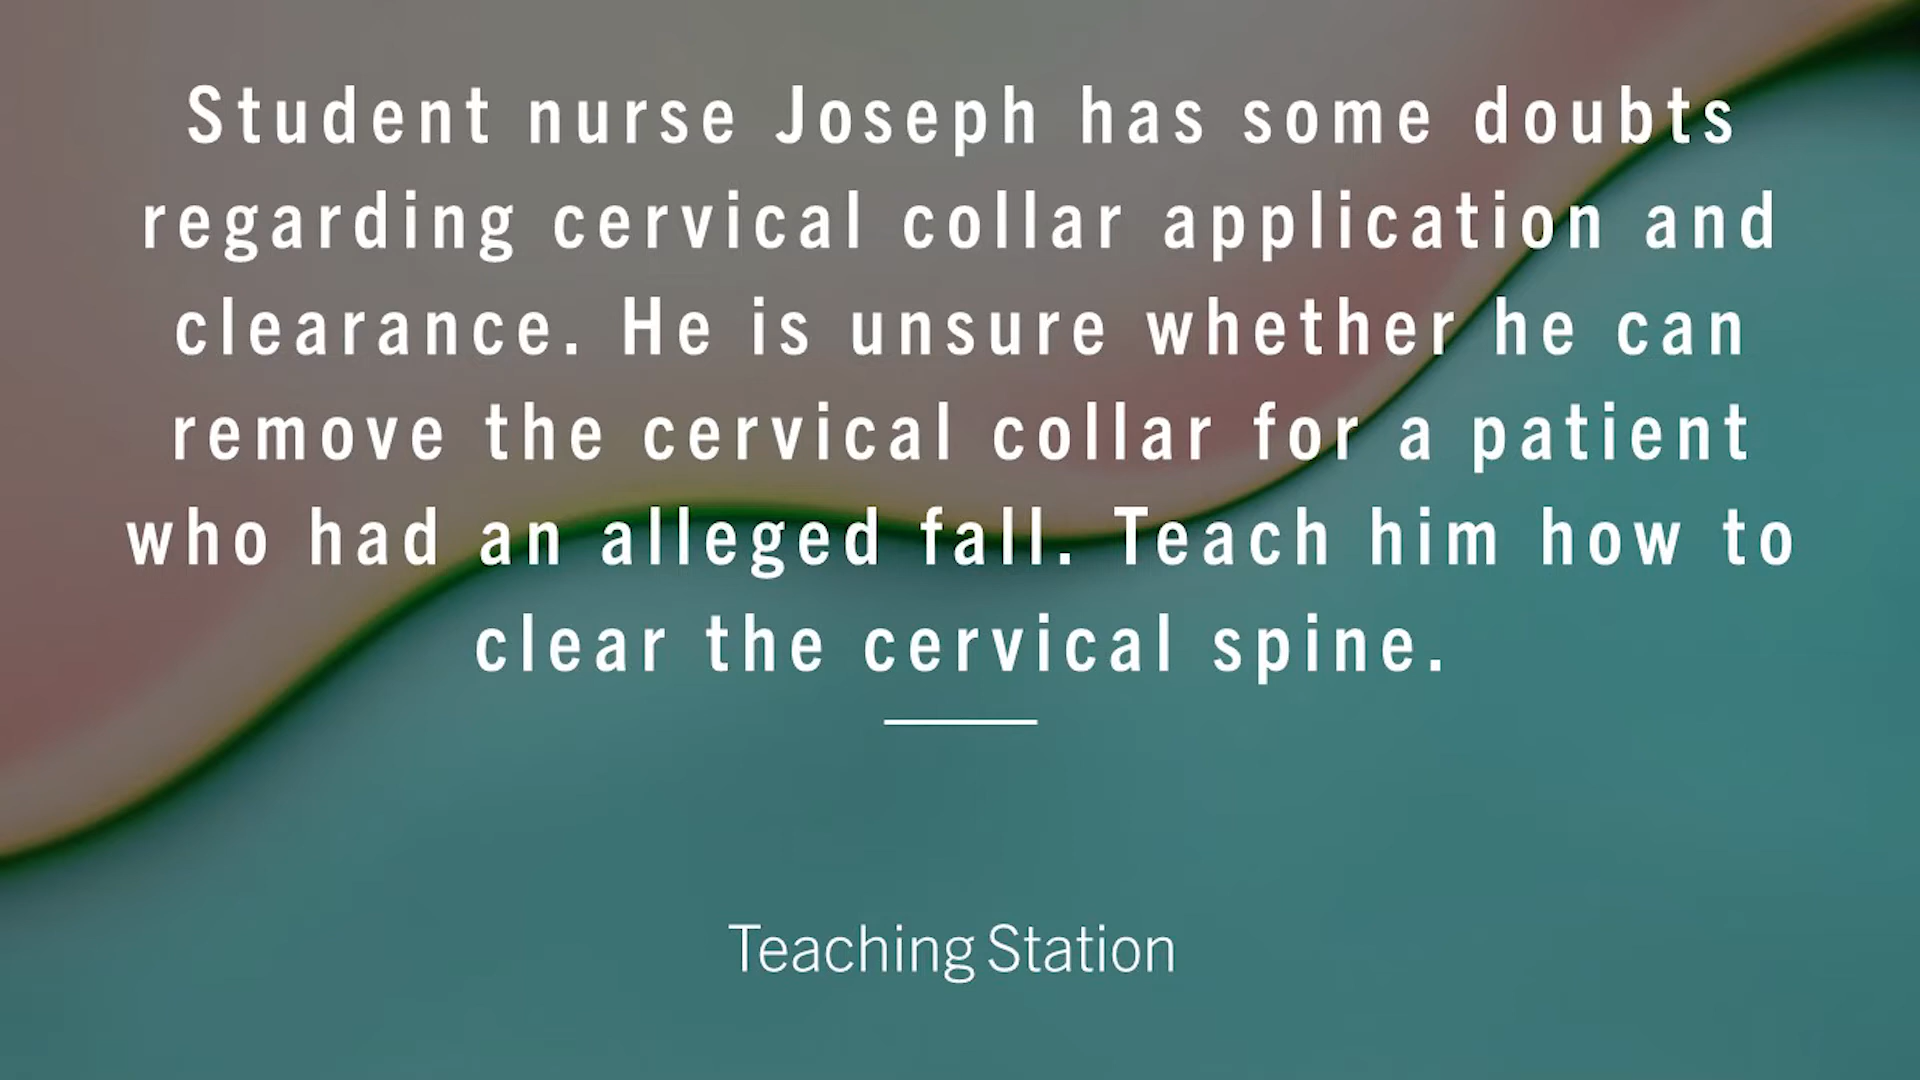 Student nurse Joseph has some doubts
regarding cervical collar application and
clearance. He is unsure whether he can
remove the cervical collar for a patient
who had an alleged fall. Teach him how to
clear the cervical spine.
Teaching Station